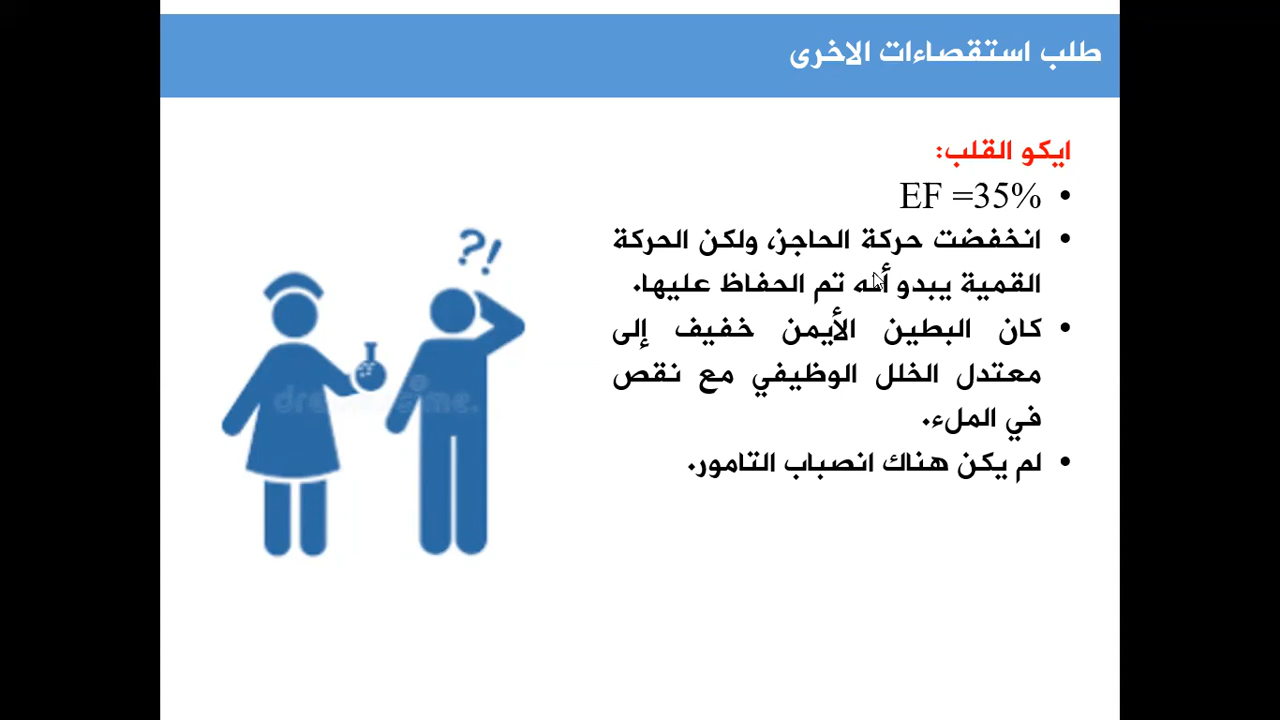 طلب استقصاءات الاخرى
ايكو القلب:
• EF =35%
• انخفضت حركة الحاجز، ولكن الحركة
القمية يبدو أنه تم الحفاظ عليها.
• كان البطين الأيمن خفيف إلى
معتدل الخلل الوظيفي مع نقص
في الملء.
• لم يكن هناك انصباب التامور.
?!